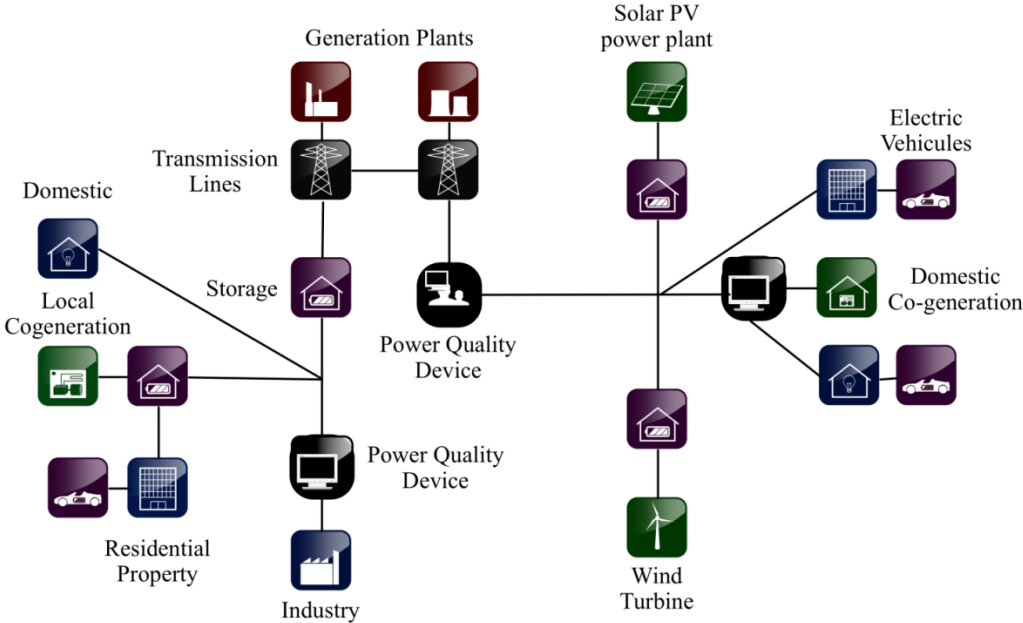 Solar PV
power plant
Generation Plants
Electric
Vehicules
Transmission
Lines
Domestic
Storage
Domestic
Co-generation
Local
Cogeneration
Power Quality
Device
Power Quality
Device
Residential
Property
Wind
Turbine
Industry